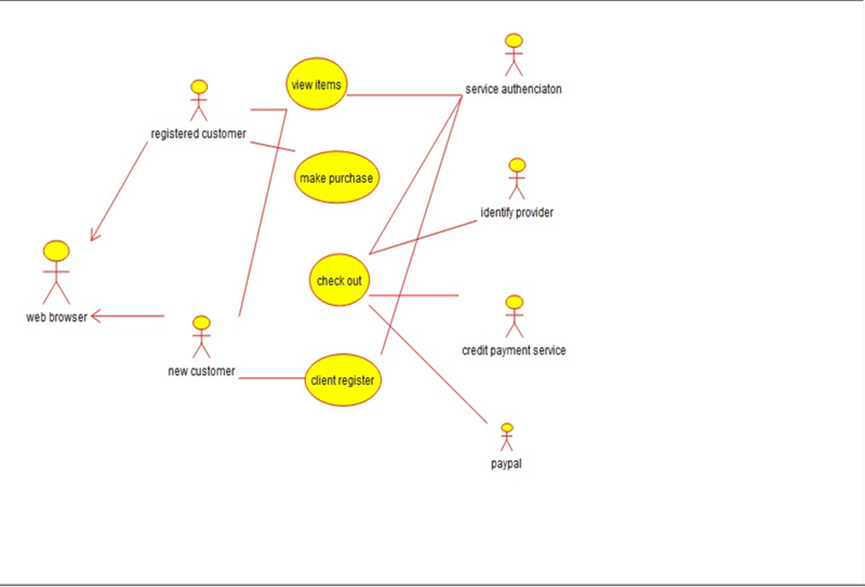 view items
service authenciaton
registered customer
make purchase
identify provider
check out
web browser
credit payment service
new customer
client register
paypal